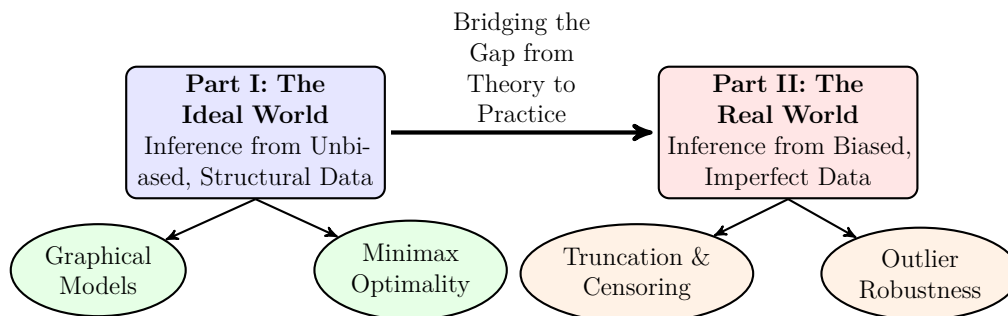 Bridging the
Gap from
Theory to
Practice
Part I: The
Ideal World
Inference from Unbi-
ased, Structural Data
Part II: The
Real World
Inference from Biased,
Imperfect Data
Graphical
Models
Minimax
Optimality
Truncation &
Censoring
Outlier
Robustness